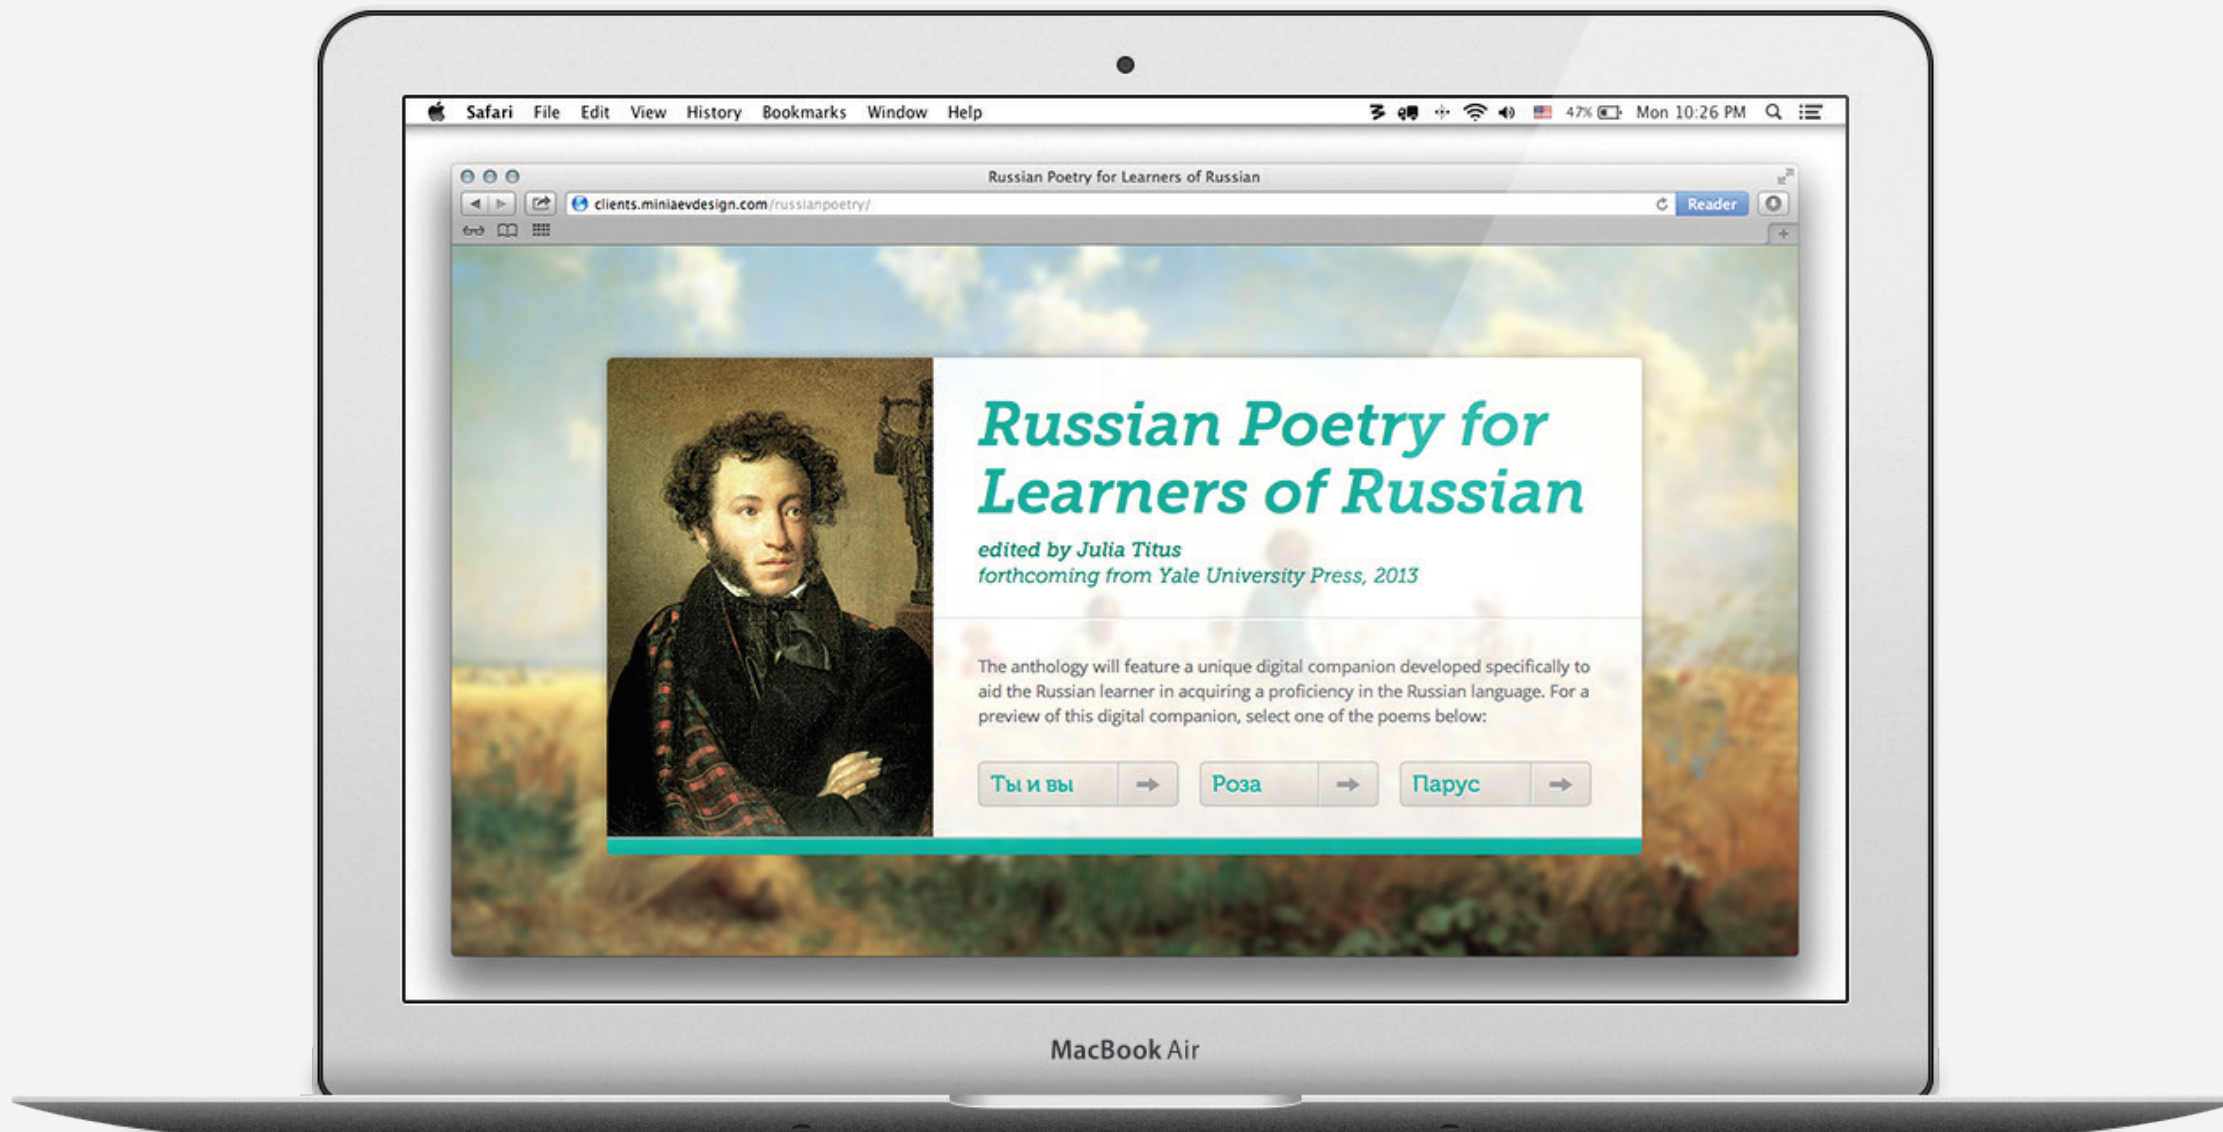 Safari File Edit View History Bookmarks Window Help 47% Mon 10:26 PM
Russian Poetry for Learners of Russian
clients.miniaevdesign.com/russianpoetry/ Reader
Russian Poetry for
Learners of Russian
edited by Julia Titus
forthcoming from Yale University Press, 2013
The anthology will feature a unique digital companion developed specifically to
aid the Russian learner in acquiring a proficiency in the Russian language. For a
preview of this digital companion, select one of the poems below:
Ты и вы Роза Парус
MacBook Air